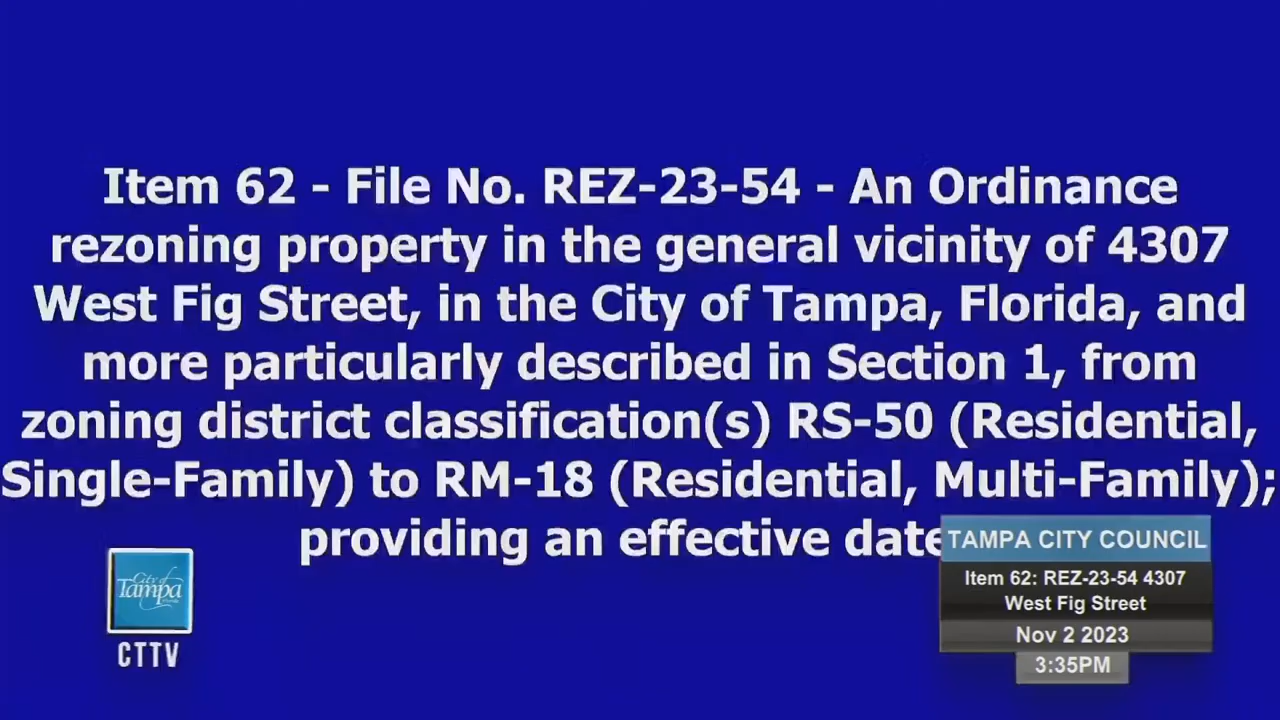 Item 62 - File No. REZ-23-54 - An Ordinance
rezoning property in the general vicinity of 4307
West Fig Street, in the City of Tampa, Florida, and
more particularly described in Section 1, from
zoning district classification(s) RS-50 (Residential,
Single-Family) to RM-18 (Residential, Multi-Family);
providing an effective date
TAMPA CITY COUNCIL
Item 62: REZ-23-54 4307
West Fig Street
Nov 2 2023
3:35PM
City of
Tampa
CTTV